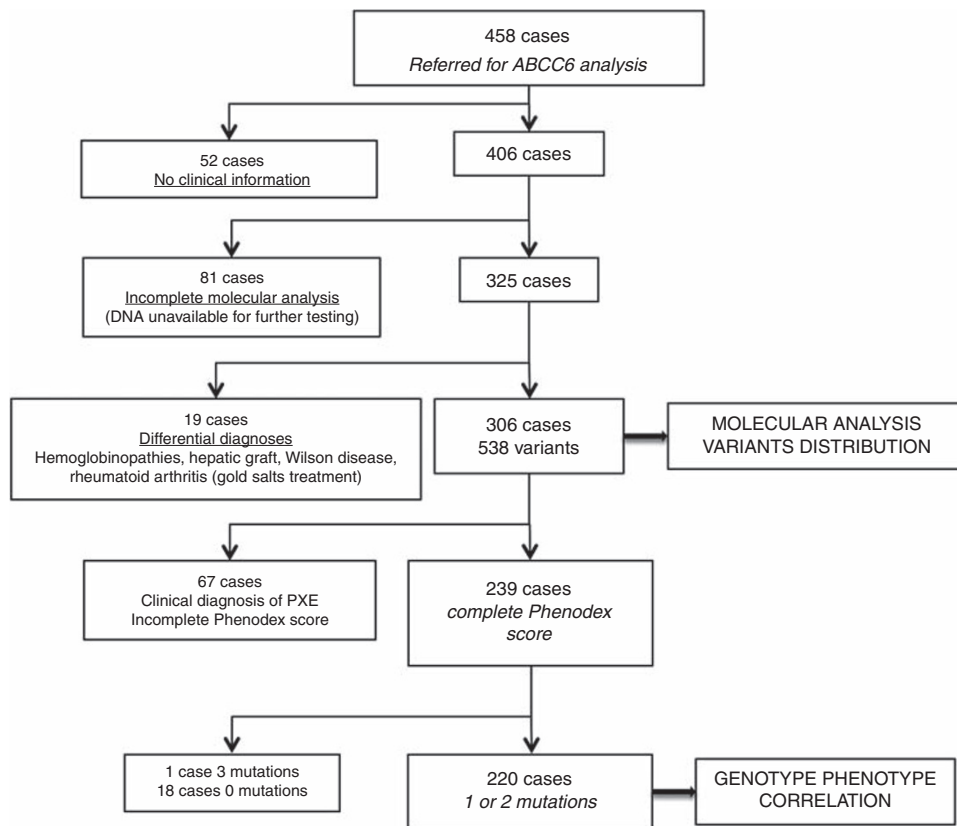 458 cases
Referred for ABCC6 analysis
52 cases
No clinical information
406 cases
81 cases
Incomplete molecular analysis
(DNA unavailable for further testing)
325 cases
19 cases
Differential diagnoses
Hemoglobinopathies, hepatic graft, Wilson disease,
rheumatoid arthritis (gold salts treatment)
306 cases
538 variants
MOLECULAR ANALYSIS
VARIANTS DISTRIBUTION
67 cases
Clinical diagnosis of PXE
Incomplete Phenodex score
239 cases
complete Phenodex
score
1 case 3 mutations
18 cases 0 mutations
220 cases
1 or 2 mutations
GENOTYPE PHENOTYPE
CORRELATION